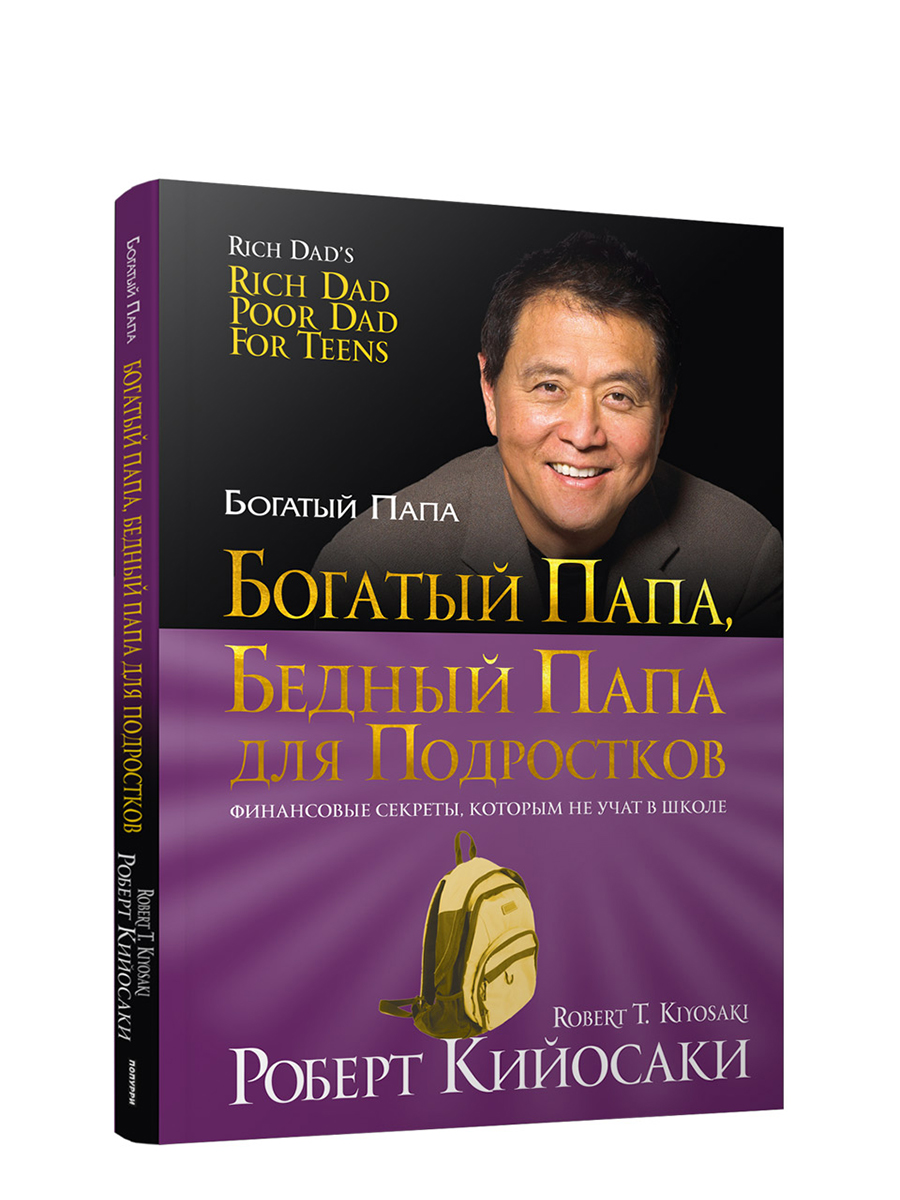 Богатый Папа
БОГАТЫЙ ПАПА, БЕДНЫЙ ПАПА ДЛЯ ПОДРОСТКОВ
Robert T. Kiyosaki
Роберт Кийосаки
ПОПУРРИ
Rich Dad's
Rich Dad
Poor Dad
For Teens
Богатый Папа
Богатый Папа,
Бедный Папа
для Подростков
ФИНАНСОВЫЕ СЕКРЕТЫ, КОТОРЫМ НЕ УЧАТ В ШКОЛЕ
Robert T. Kiyosaki
Роберт Кийосаки